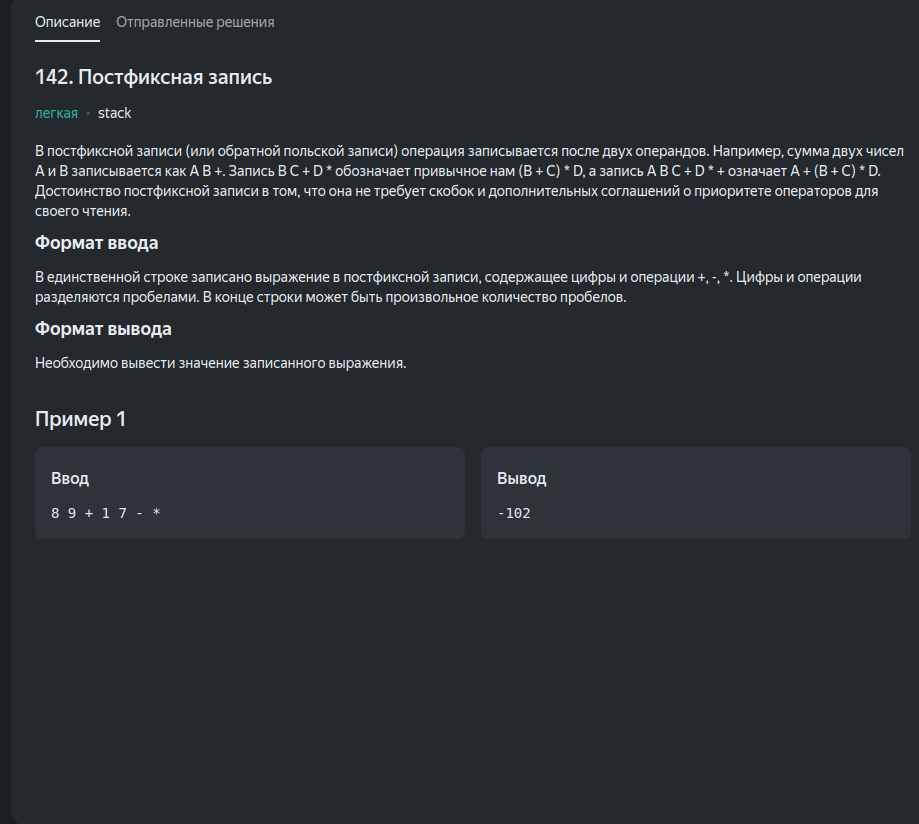 Описание Отправленные решения
142. Постфиксная запись
легкая · stack
В постфиксной записи (или обратной польской записи) операция записывается после двух операндов. Например, сумма двух чисел
A и B записывается как A B +. Запись B C + D * обозначает привычное нам (B + C) * D, а запись A B C + D * + означает A + (B + C) * D.
Достоинство постфиксной записи в том, что она не требует скобок и дополнительных соглашений о приоритете операторов для
своего чтения.
Формат ввода
В единственной строке записано выражение в постфиксной записи, содержащее цифры и операции +, -, *. Цифры и операции
разделяются пробелами. В конце строки может быть произвольное количество пробелов.
Формат вывода
Необходимо вывести значение записанного выражения.
Пример 1
Ввод
8 9 + 1 7 - *
Вывод
-102